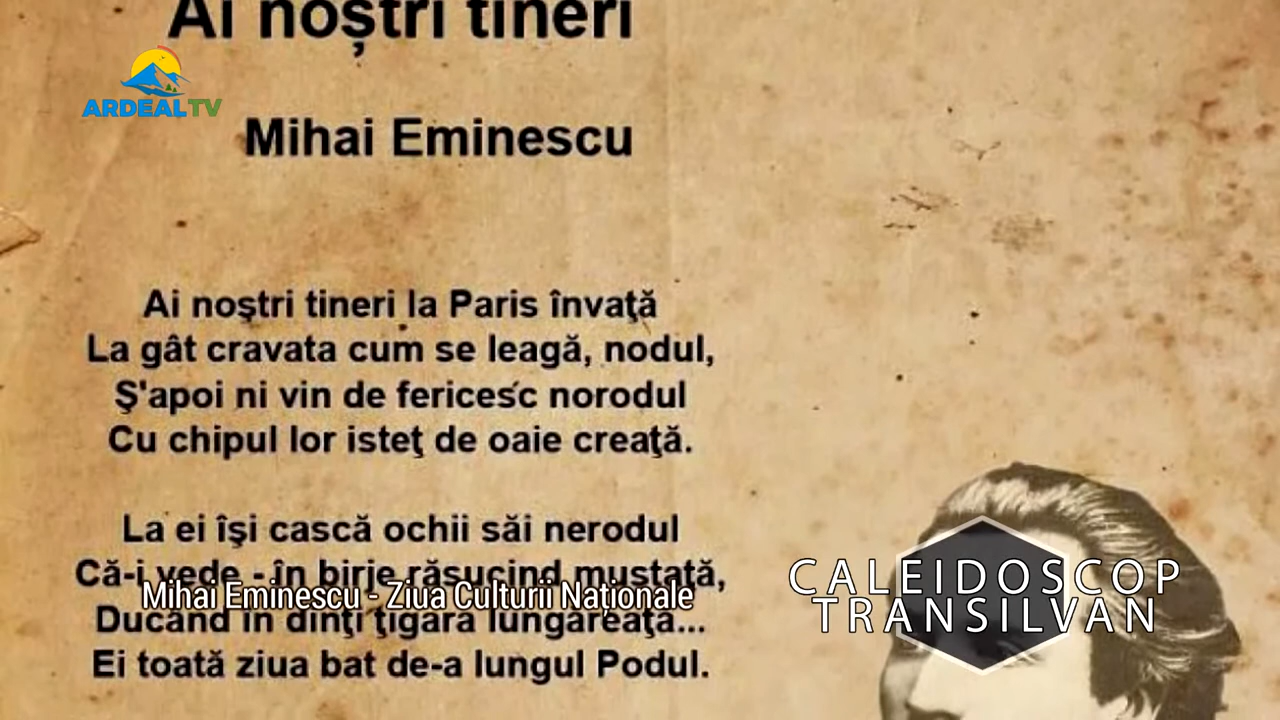 Ai noștri tineri
ARDEAL TV
Mihai Eminescu
Ai noştri tineri la Paris învaţă
La gât cravata cum se leagă, nodul,
Ş'apoi ni vin de fericesc norodul
Cu chipul lor isteţ de oaie creaţă.
La ei îşi cască ochii săi nerodul
Că-i vede - în birje răsucind mustaţă,
Mihai Eminescu - Ziua Culturii Naționale
Ducând în dinţi ţigara lungăreaţă...
Ei toată ziua bat de-a lungul Podul.
CALEIDOSCOP
TRANSILVAN